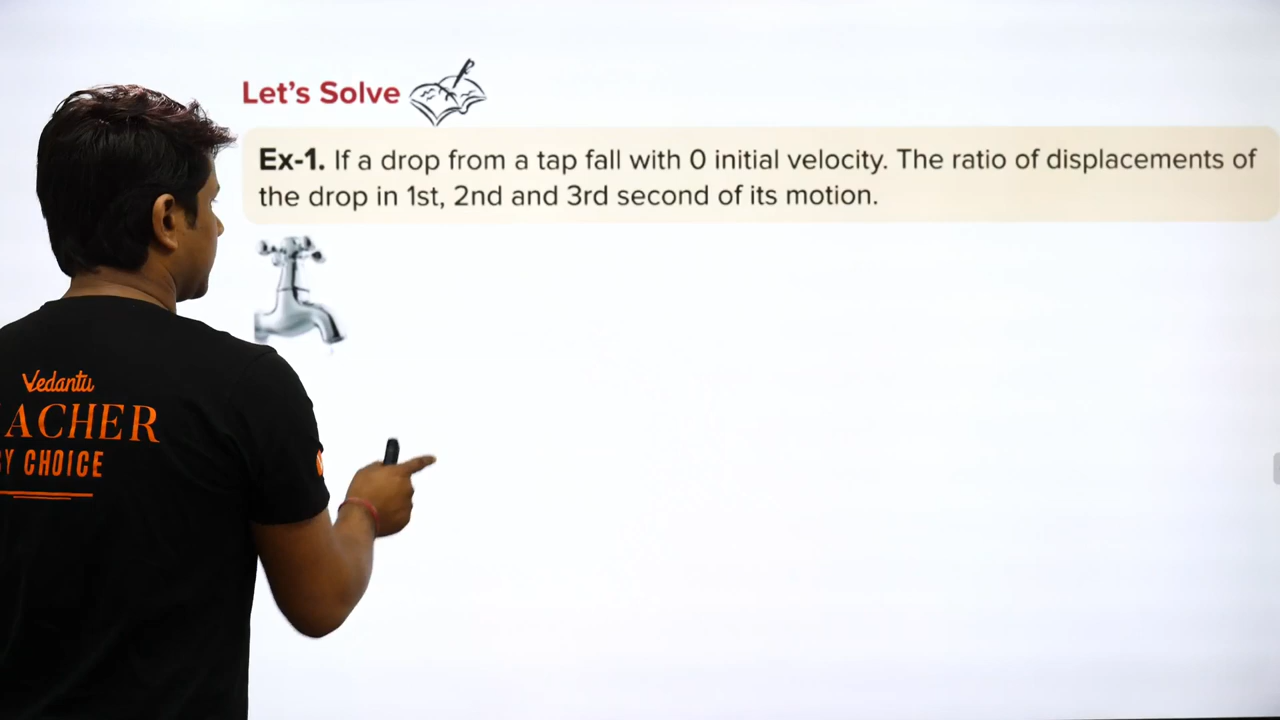 Let's Solve
Ex-1. If a drop from a tap fall with 0 initial velocity. The ratio of displacements of
the drop in 1st, 2nd and 3rd second of its motion.
Vedantu
ACHER
BY CHOICE